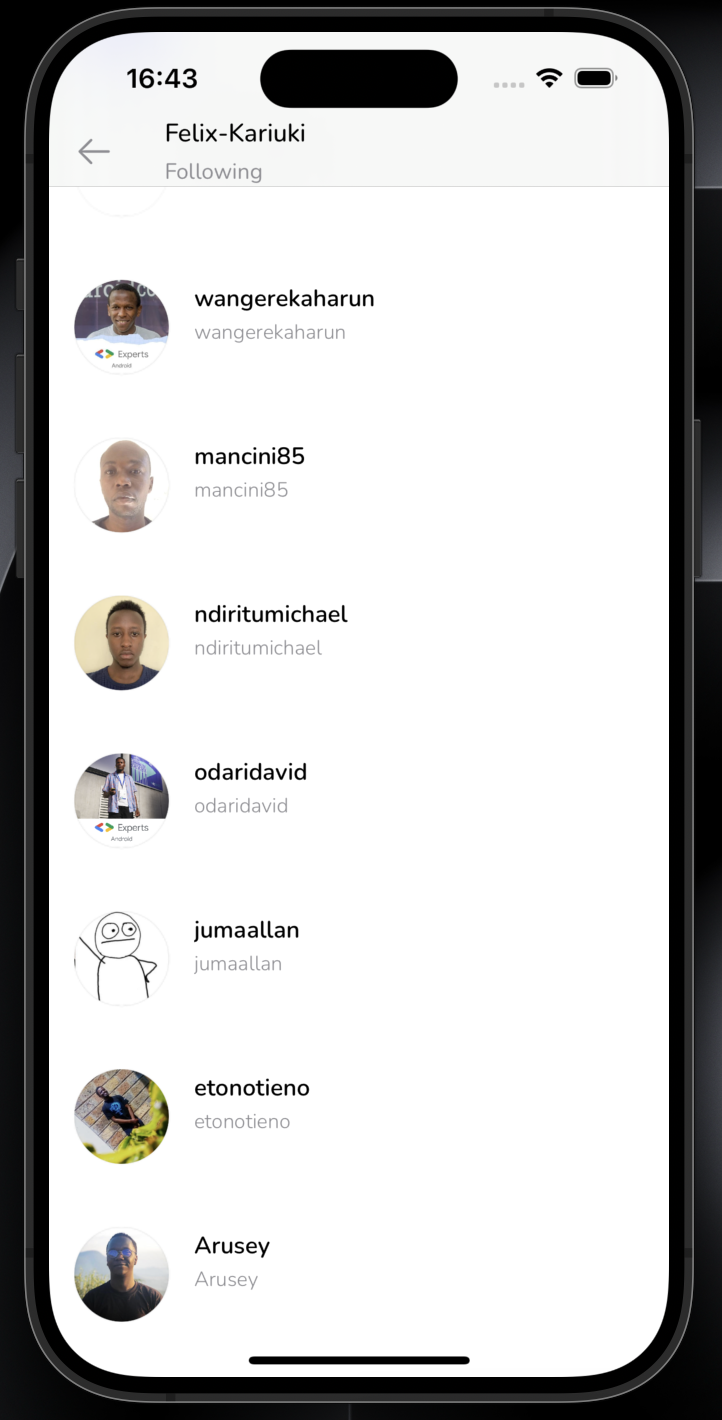 16:43
Felix-Kariuki
Following
wangerekaharun
wangerekaharun
Experts
Android
mancini85
mancini85
ndiritumichael
ndiritumichael
odaridavid
odaridavid
Experts
Android
jumaallan
jumaallan
etonotieno
etonotieno
Arusey
Arusey